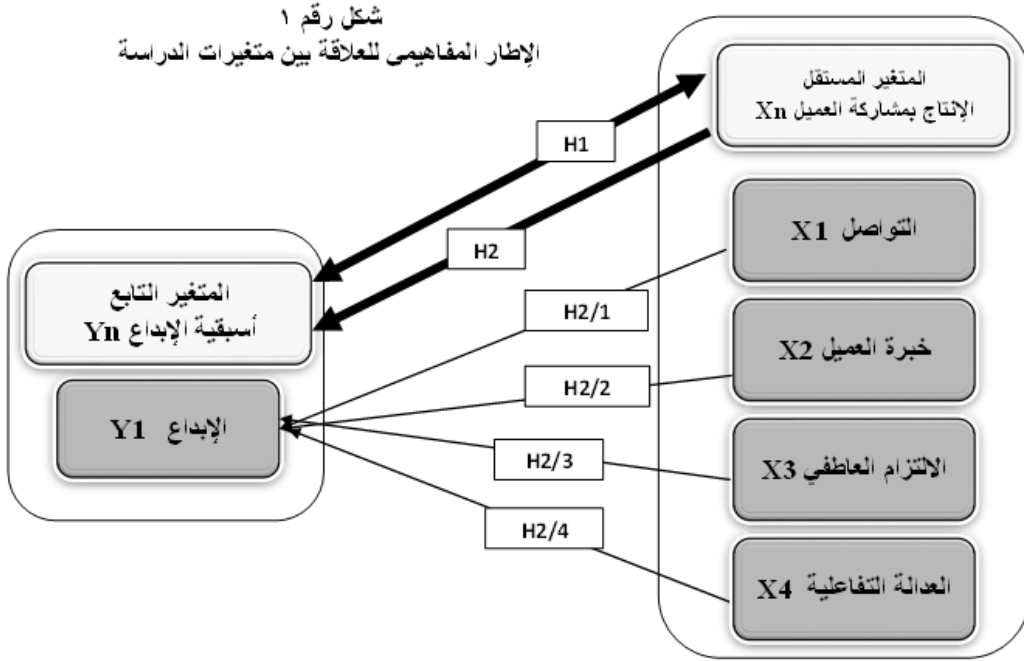 شكل رقم ١
الإطار المفاهيمى للعلاقة بين متغيرات الدراسة
المتغير المستقل
الإنتاج بمشاركة العميل Xn
H1
التواصل X1
H2
المتغير التابع
أسبقية الإبداع Yn
H2/1
خبرة العميل X2
H2/2
الإبداع Y1
H2/3
الالتزام العاطفي X3
H2/4
العدالة التفاعلية X4